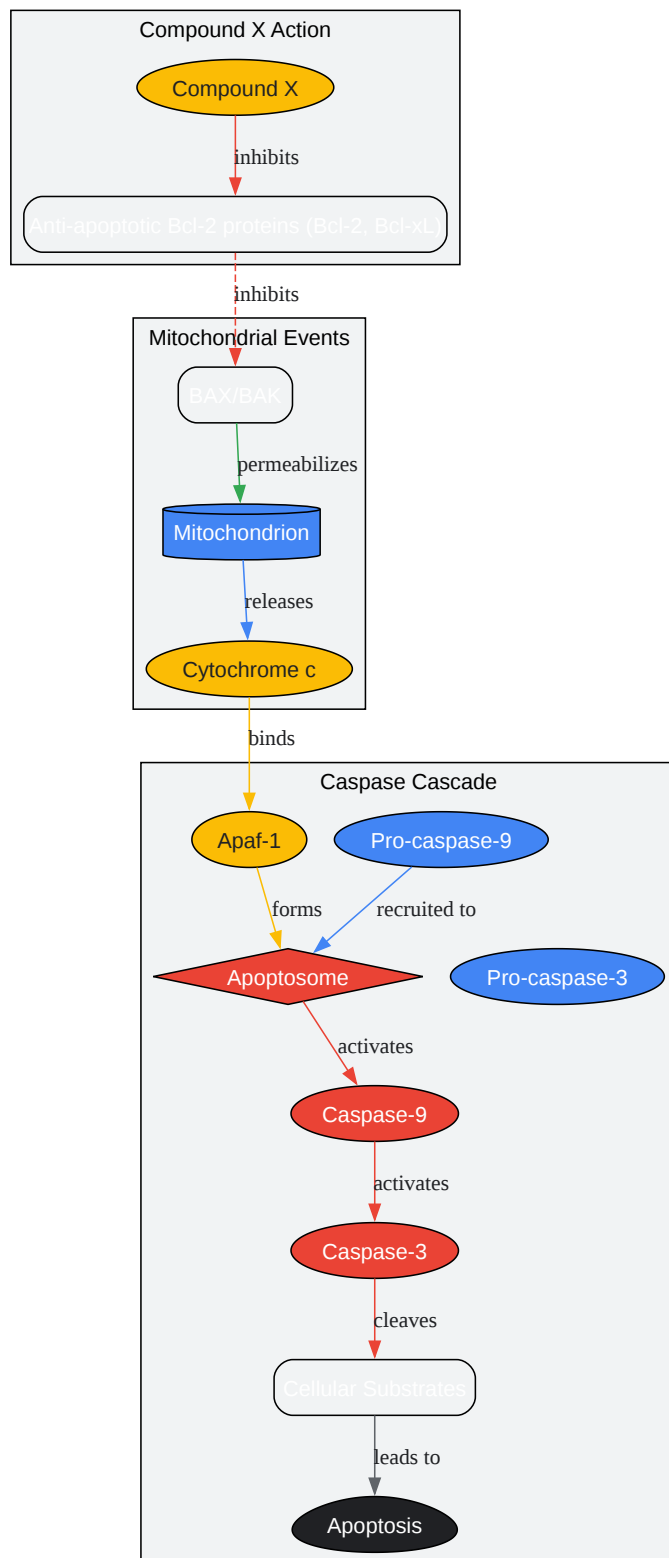 Compound X Action
Compound X
inhibits
Anti-apoptotic Bcl-2 proteins (Bcl-2, Bcl-xL)
inhibits
Mitochondrial Events
BAX/BAK
permeabilizes
Mitochondrion
releases
Cytochrome c
binds
Caspase Cascade
Apaf-1
Pro-caspase-9
forms
recruited to
Apoptosome
Pro-caspase-3
activates
Caspase-9
activates
Caspase-3
cleaves
Cellular Substrates
leads to
Apoptosis